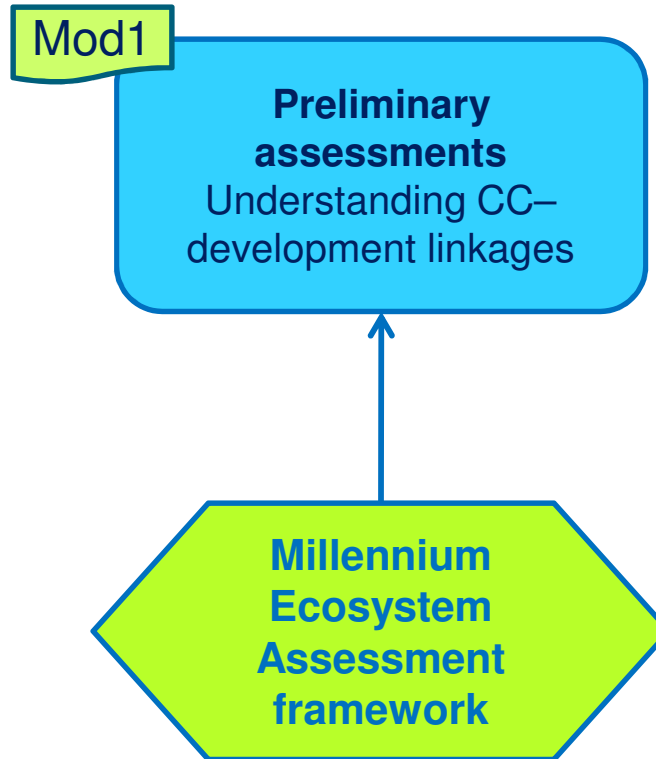 Mod1
Preliminary
assessments
Understanding CC–
development linkages
Millennium
Ecosystem
Assessment
framework